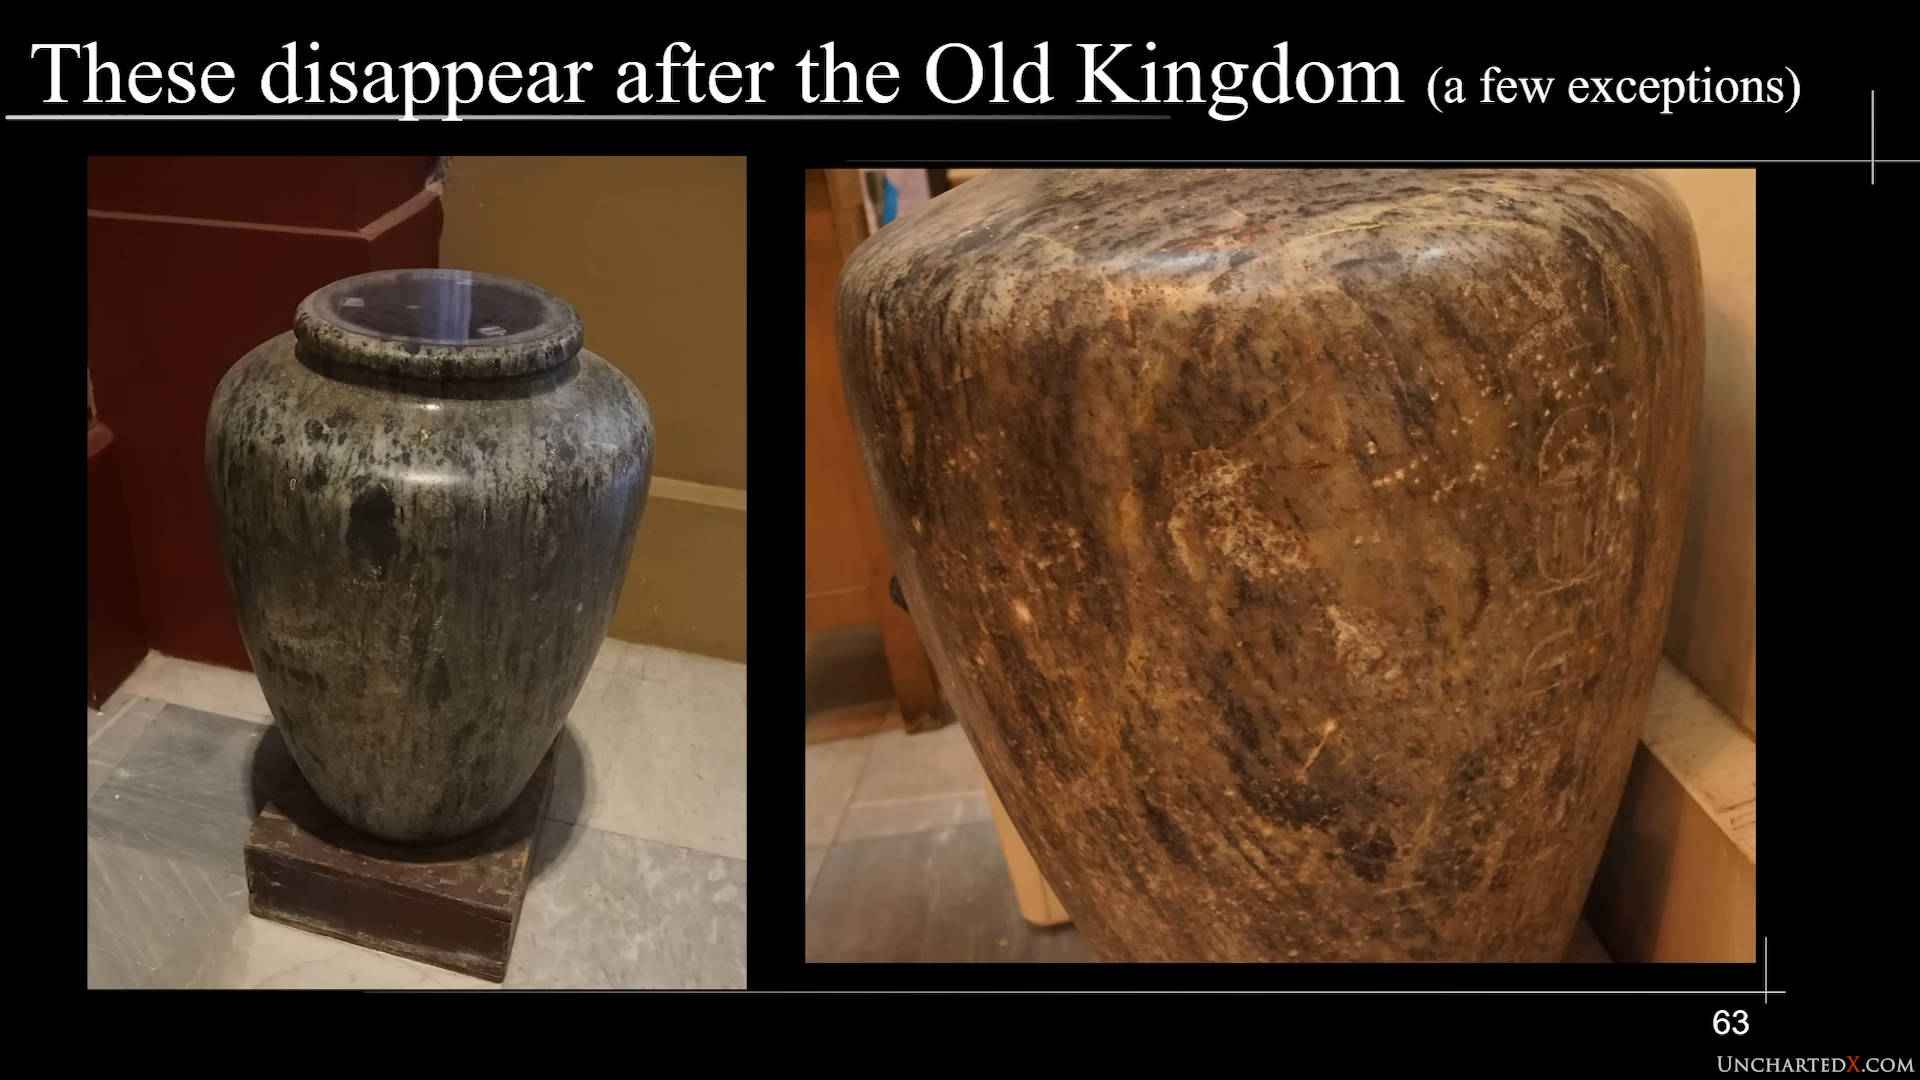 These disappear after the Old Kingdom (a few exceptions)
63
UNCHARTEDX.COM